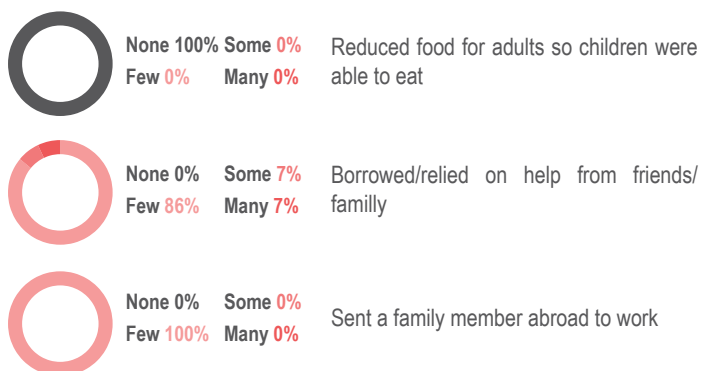 None 100% Some 0%
Few 0% Many 0%
Reduced food for adults so children were
able to eat
None 0% Some 7%
Few 86% Many 7%
Borrowed/relied on help from friends/
familly
None 0% Some 0%
Few 100% Many 0%
Sent a family member abroad to work